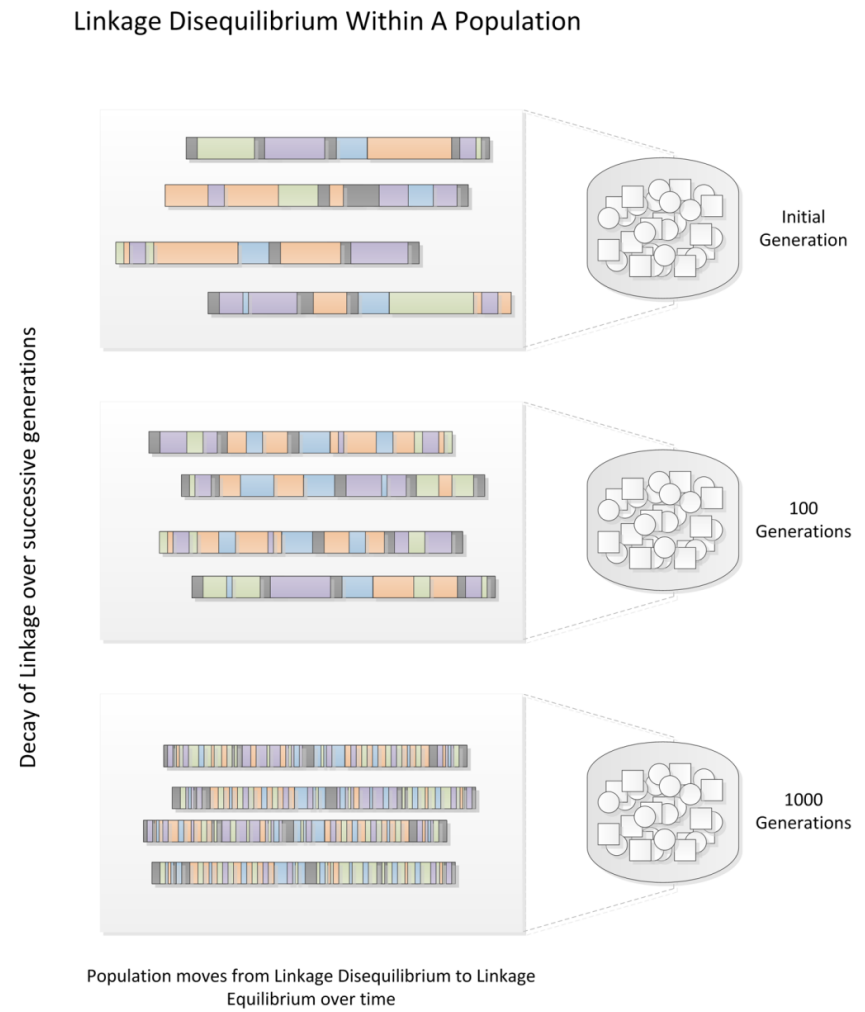 Linkage Disequilibrium Within A Population
Initial
Generation
Decay of Linkage over successive generations
100
Generations
1000
Generations
Population moves from Linkage Disequilibrium to Linkage
Equilibrium over time